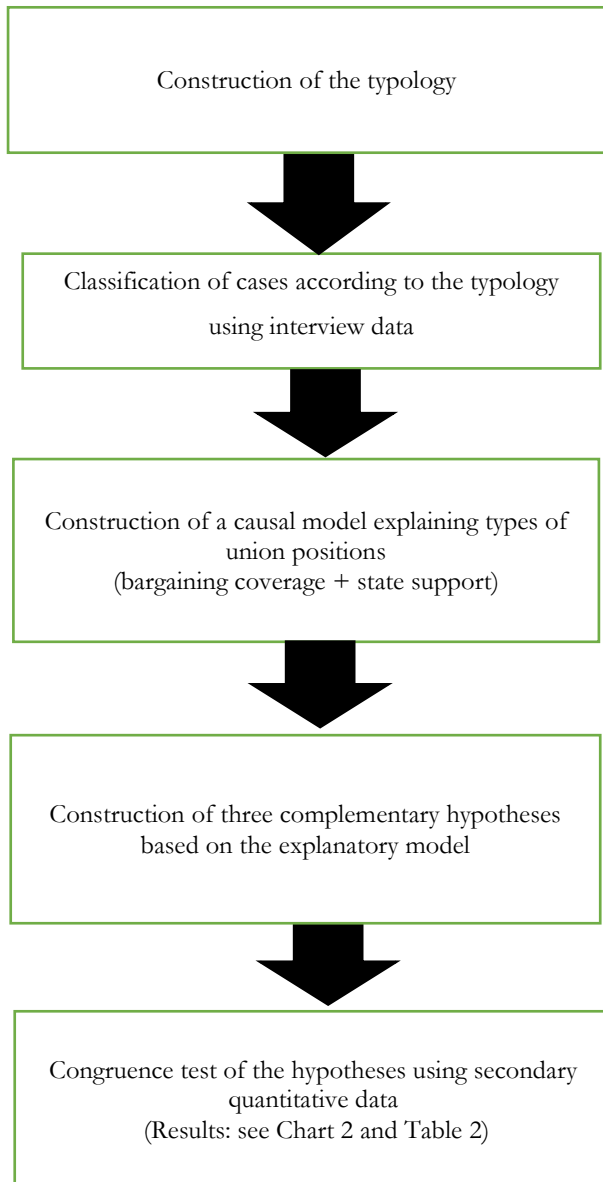 Construction of the typology
Classification of cases according to the typology
using interview data
Construction of a causal model explaining types of
union positions
(bargaining coverage + state support)
Construction of three complementary hypotheses
based on the explanatory model
Congruence test of the hypotheses using secondary
quantitative data
(Results: see Chart 2 and Table 2)